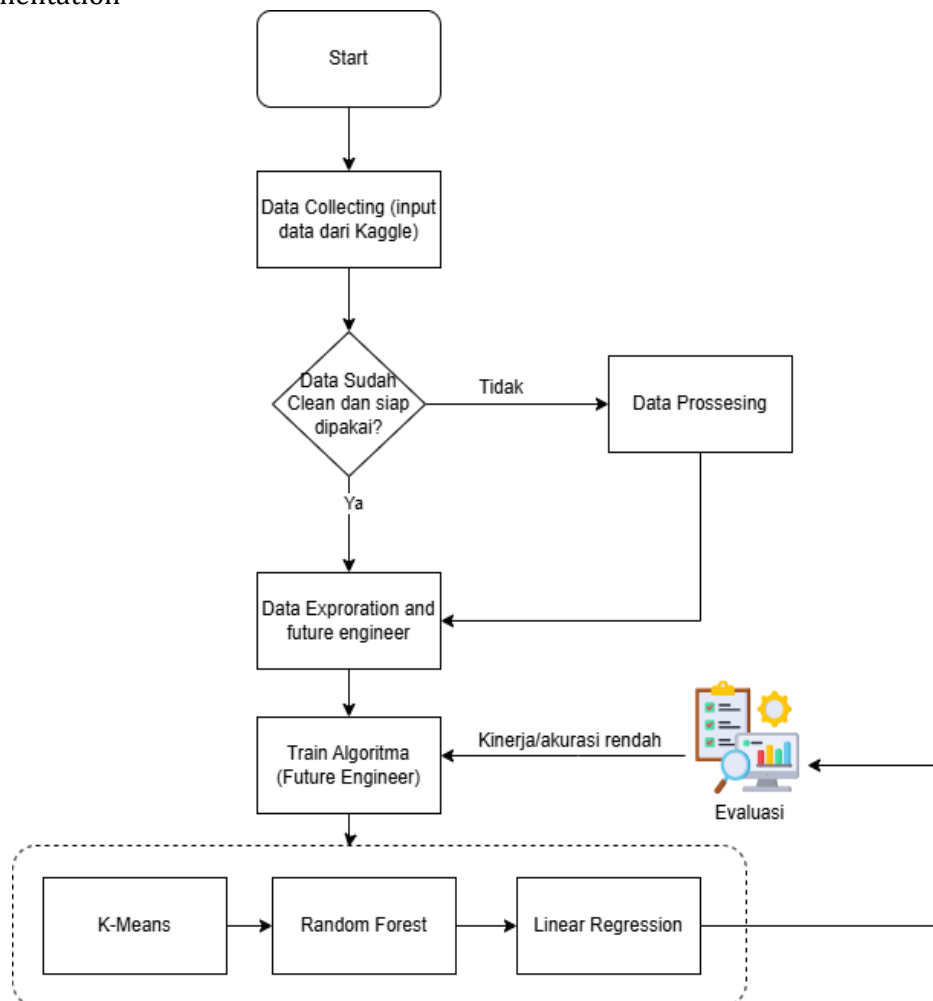 mentation
Start
Data Collecting (input
data dari Kaggle)
Data Sudah
Clean dan siap
dipakai?
Tidak
Data Prossesing
Ya
Data Exproration and
future engineer
Train Algoritma
(Future Engineer)
Kinerja/akurasi rendah
Evaluasi
K-Means
Random Forest
Linear Regression